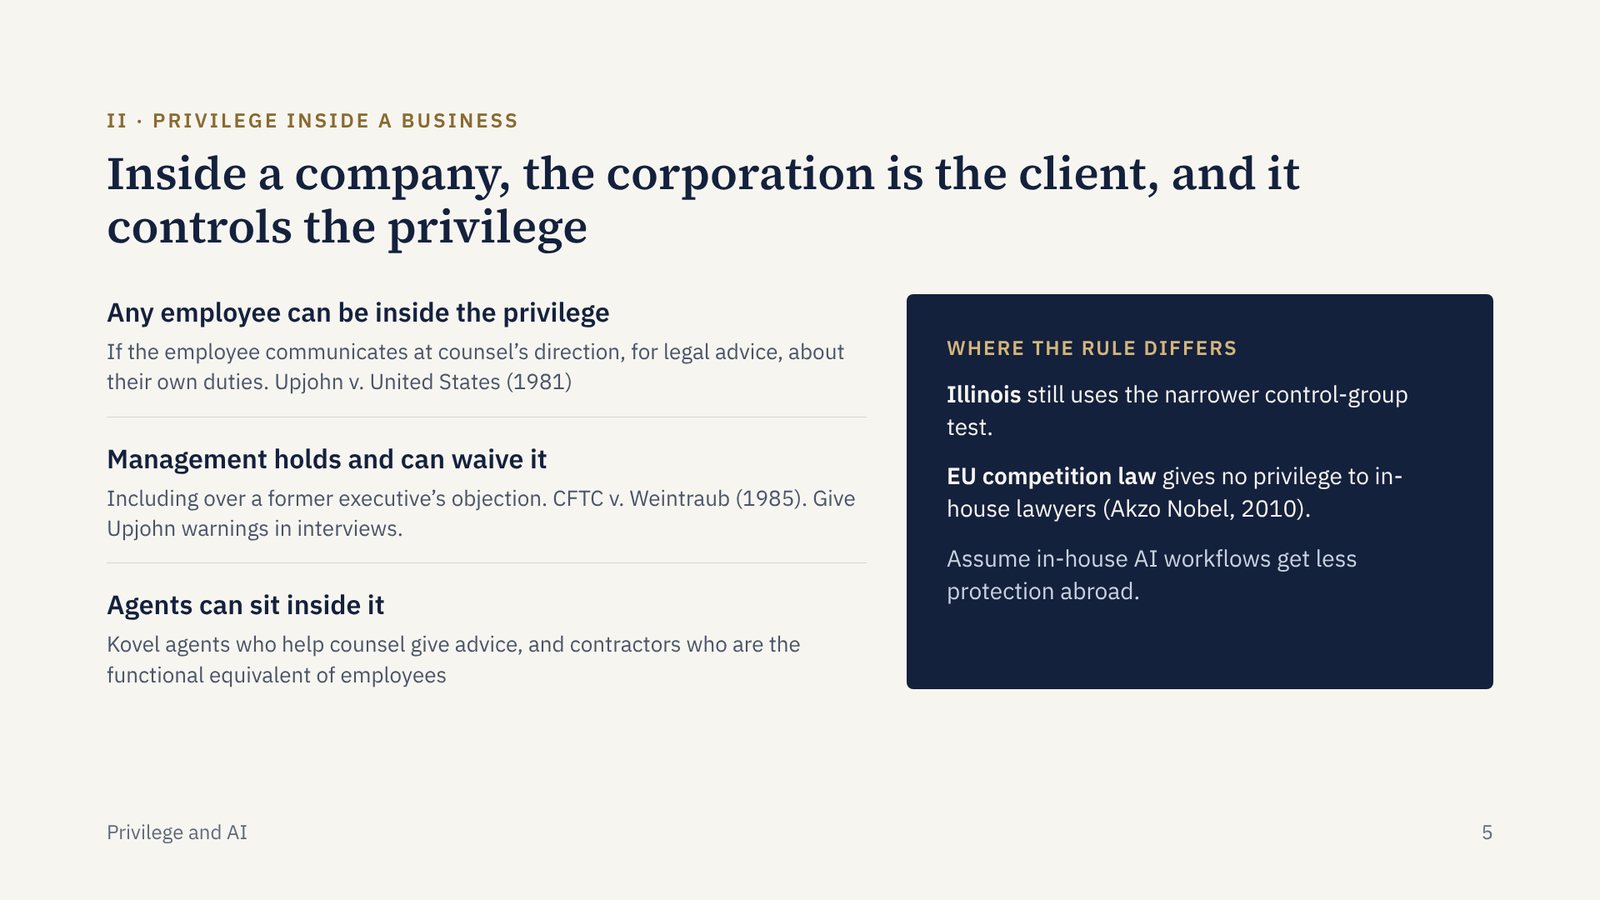 II · PRIVILEGE INSIDE A BUSINESS
Inside a company, the corporation is the client, and it
controls the privilege
Any employee can be inside the privilege
If the employee communicates at counsel’s direction, for legal advice, about
their own duties. Upjohn v. United States (1981)
Management holds and can waive it
Including over a former executive’s objection. CFTC v. Weintraub (1985). Give
Upjohn warnings in interviews.
Agents can sit inside it
Kovel agents who help counsel give advice, and contractors who are the
functional equivalent of employees
WHERE THE RULE DIFFERS
Illinois still uses the narrower control-group
test.
EU competition law gives no privilege to in-
house lawyers (Akzo Nobel, 2010).
Assume in-house AI workflows get less
protection abroad.
Privilege and AI
5